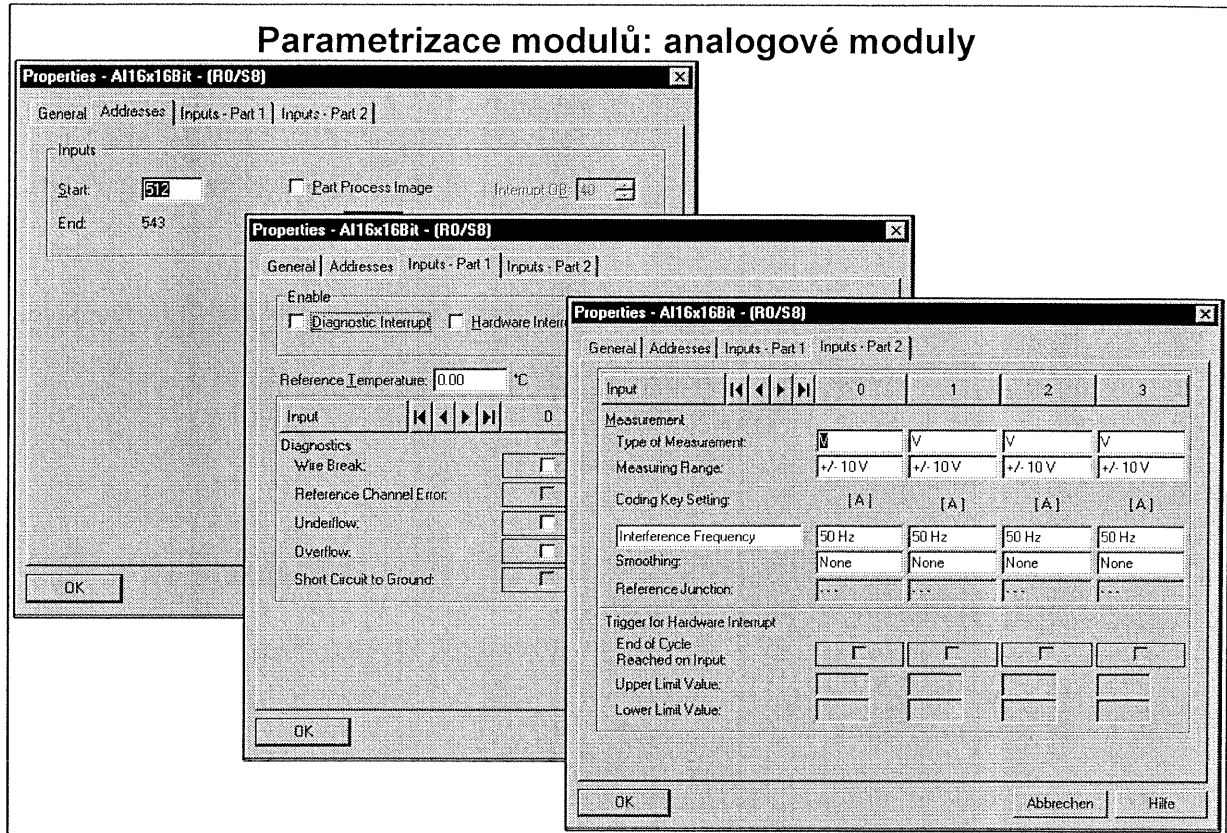 Parametrizace modulů: analogové moduly
Properties - AI16x16Bit - (R0/S8)
General Addresses Inputs - Part 1 Inputs - Part 2
Inputs
Start: 512 Part Process Image Interrupt OB: 40
End: 543
OK
Properties - AI16x16Bit - (R0/S8)
General Addresses Inputs - Part 1 Inputs - Part 2
Enable
Diagnostic Interrupt Hardware Interr
Reference Temperature: 0.00 °C
Input 0
Diagnostics
Wire Break:
Reference Channel Error:
Underflow:
Overflow:
Short Circuit to Ground:
OK
Properties - AI16x16Bit - (R0/S8)
General Addresses Inputs - Part 1 Inputs - Part 2
Input 0 1 2 3
Measurement
Type of Measurement: V V V V
Measuring Range: +/- 10 V +/- 10 V +/- 10 V +/- 10 V
Coding Key Setting: [A] [A] [A] [A]
Interference Frequency 50 Hz 50 Hz 50 Hz 50 Hz
Smoothing: None None None None
Reference Junction: --- --- --- ---
Trigger for Hardware Interrupt
End of Cycle
Reached on Input:
Upper Limit Value:
Lower Limit Value:
OK Abbrechen Hilfe